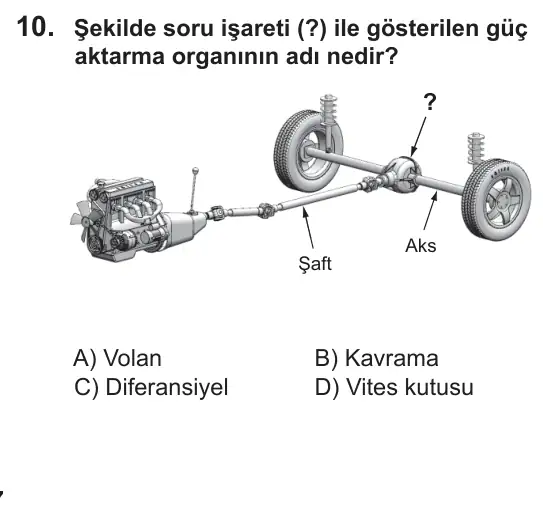 10. Şekilde soru işareti (?) ile gösterilen güç
aktarma organının adı nedir?
?
Aks
Şaft
A) Volan
B) Kavrama
C) Diferansiyel
D) Vites kutusu